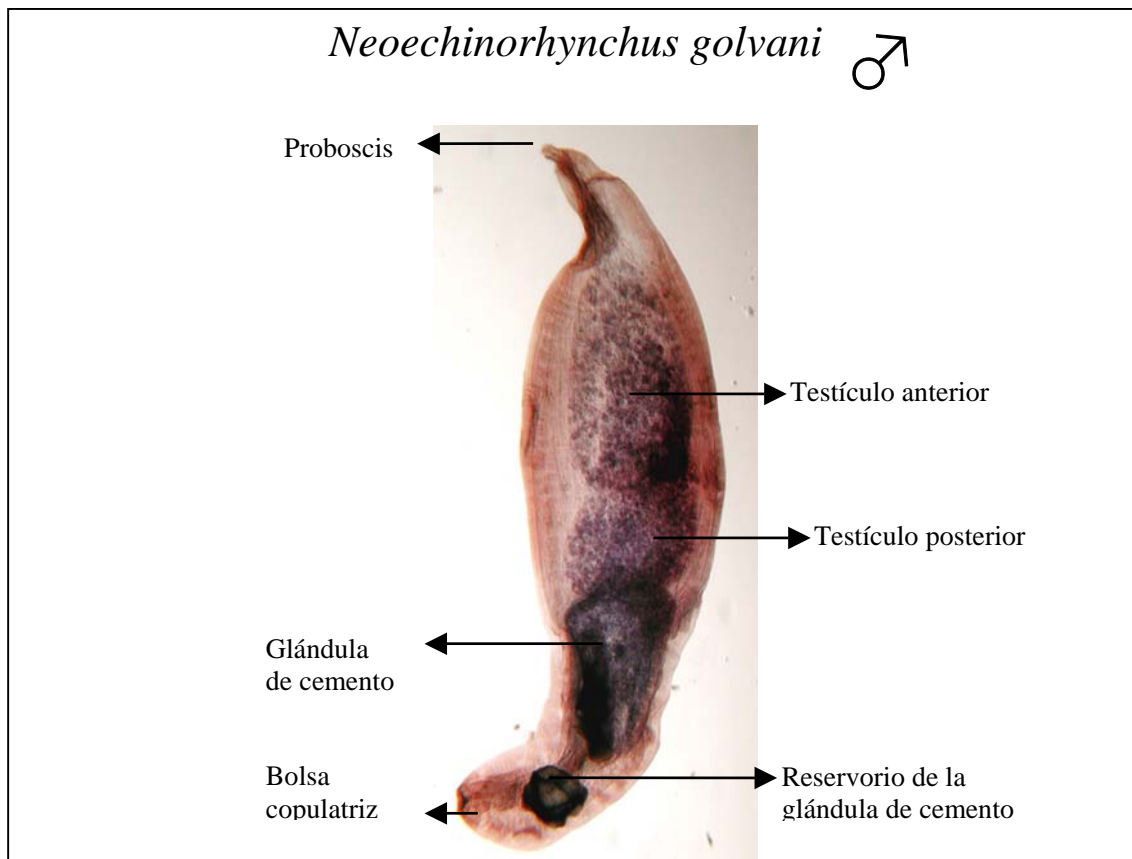 Neoechinorhynchus golvani ♂
Proboscis
Testículo anterior
Testículo posterior
Glándula
de cemento
Bolsa
copulatriz
Reservorio de la
glándula de cemento